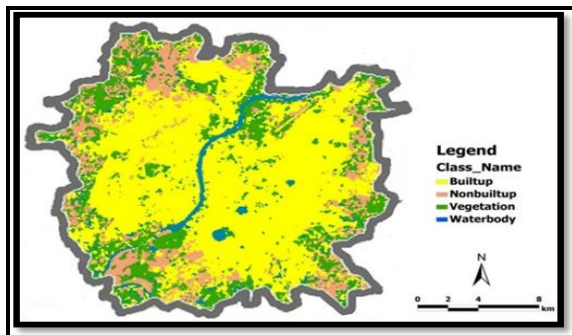 Legend
Class_Name
Builtup
Nonbuiltup
Vegetation
Waterbody
N
0 2 4 8
km